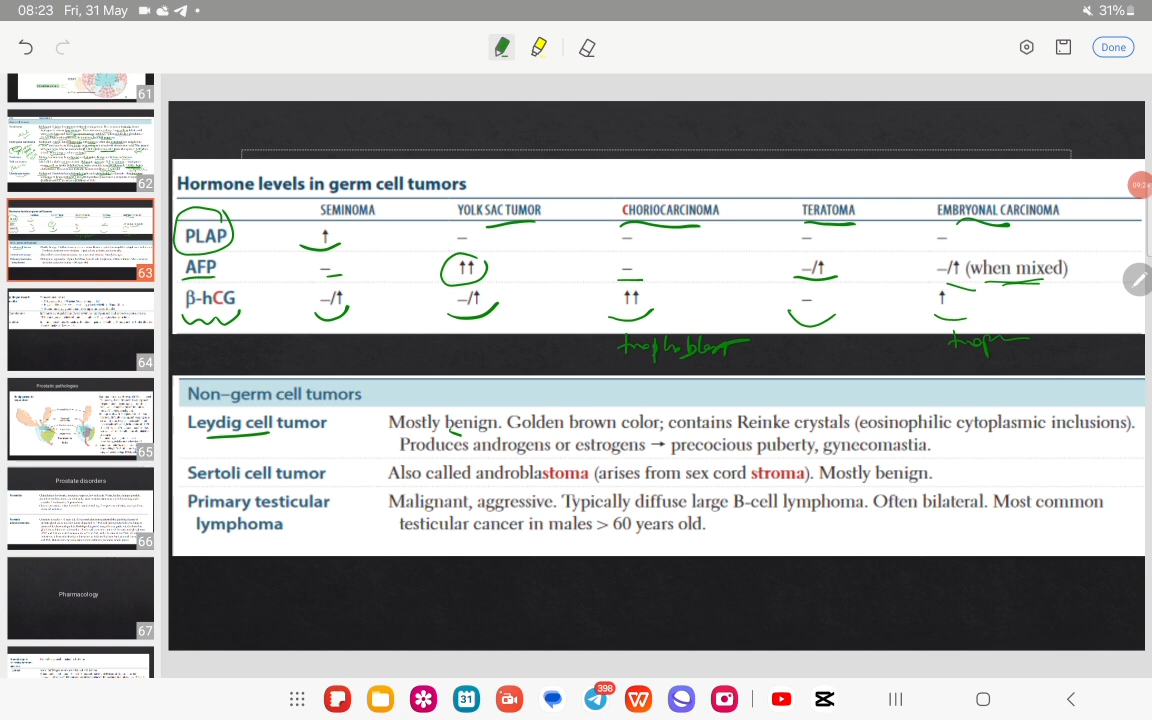 08:23 Fri, 31 May
31%
Done
61
62
63
64
Prostatic pathologies
65
Prostate disorders
66
Pharmacology
67
Hormone levels in germ cell tumors
SEMINOMA YOLK SAC TUMOR CHORIOCARCINOMA TERATOMA EMBRYONAL CARCINOMA
PLAP ↑ – – – –
AFP – ↑↑ – –/↑ –/↑ (when mixed)
β-hCG –/↑ –/↑ ↑↑ – ↑
trophoblast
Non–germ cell tumors
Leydig cell tumor Mostly benign. Golden brown color; contains Reinke crystals (eosinophilic cytoplasmic inclusions).
Produces androgens or estrogens → precocious puberty, gynecomastia.
Sertoli cell tumor Also called androblastoma (arises from sex cord stroma). Mostly benign.
Primary testicular Malignant, aggressive. Typically diffuse large B-cell lymphoma. Often bilateral. Most common
lymphoma testicular cancer in males > 60 years old.
31
398